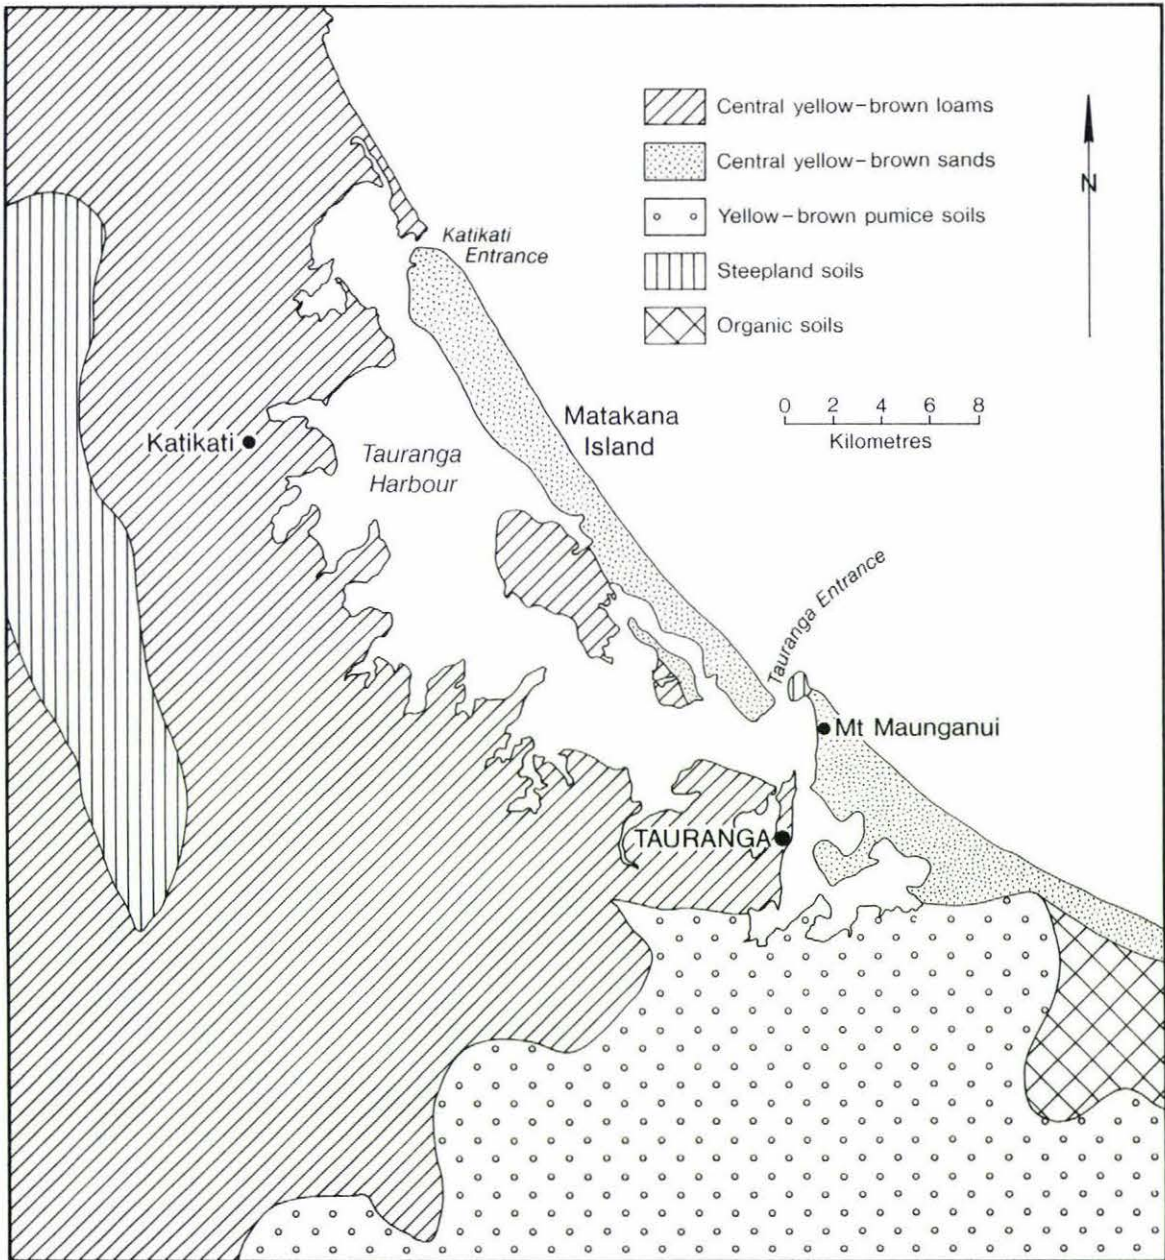 Central yellow-brown loams
Central yellow-brown sands
Yellow-brown pumice soils
Steepland soils
Organic soils
N
Katikati
Entrance
0 2 4 6 8
Kilometres
Matakana
Island
Katikati
Tauranga
Harbour
Tauranga Entrance
Mt Maunganui
TAURANGA